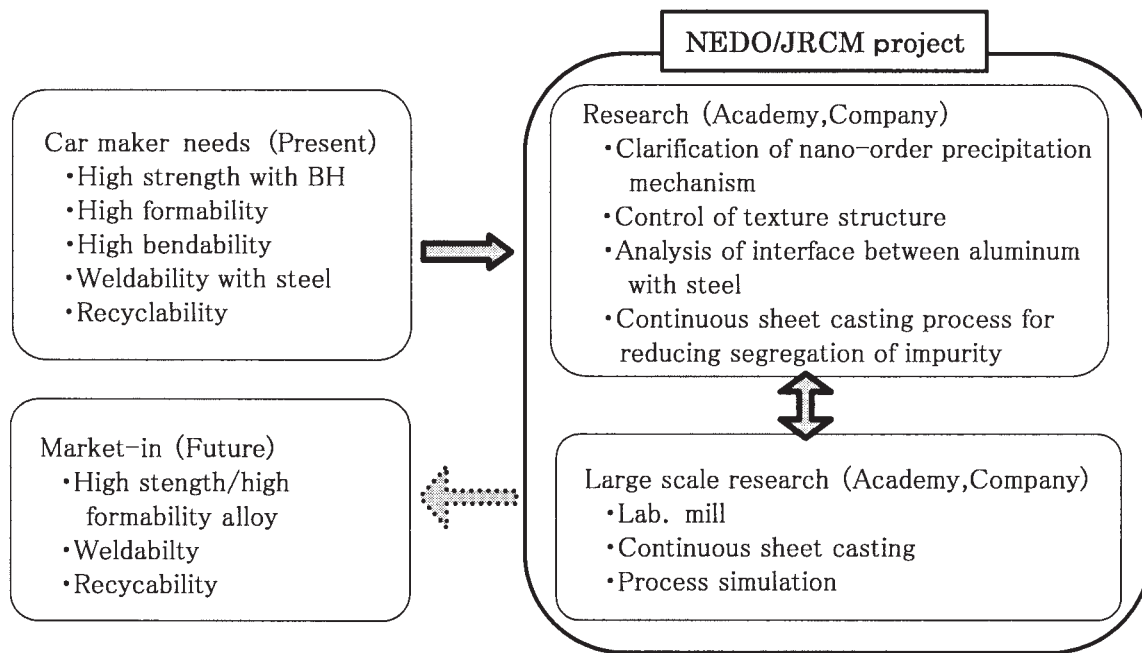 NEDO/JRCM project
Car maker needs (Present)
・High strength with BH
・High formability
・High bendability
・Weldability with steel
・Recyclability
Research (Academy,Company)
・Clarification of nano-order precipitation
mechanism
・Control of texture structure
・Analysis of interface between aluminum
with steel
・Continuous sheet casting process for
reducing segregation of impurity
Market-in (Future)
・High stength/high
formability alloy
・Weldabilty
・Recycability
Large scale research (Academy,Company)
・Lab. mill
・Continuous sheet casting
・Process simulation